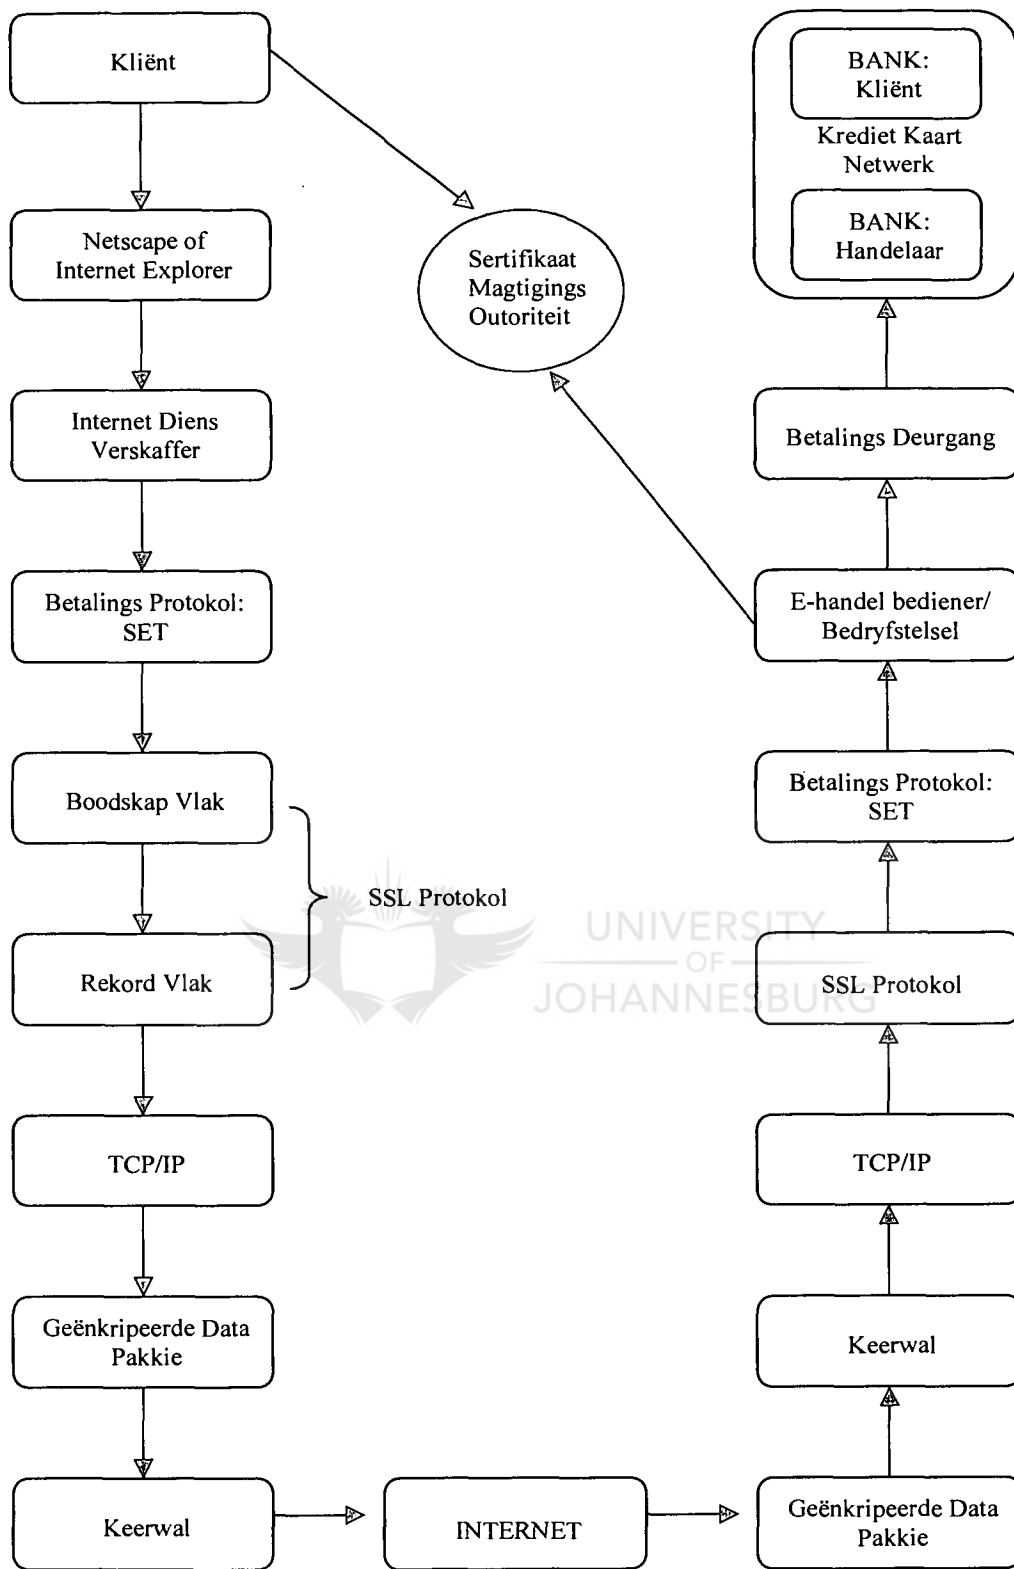 Kliënt
Netscape of
Internet Explorer
Internet Diens
Verskaffer
Betalings Protokol:
SET
Boodskap Vlak
SSL Protokol
Rekord Vlak
TCP/IP
Geënkripeerde Data
Pakkie
Keerwal
INTERNET
Sertifikaat
Magtigings
Outoriteit
BANK:
Kliënt
Krediet Kaart
Netwerk
BANK:
Handelaar
Betalings Deurgang
E-handel bediener/
Bedryfstelsel
Betalings Protokol:
SET
SSL Protokol
TCP/IP
Keerwal
Geënkripeerde Data
Pakkie
UNIVERSITY
OF
JOHANNESBURG